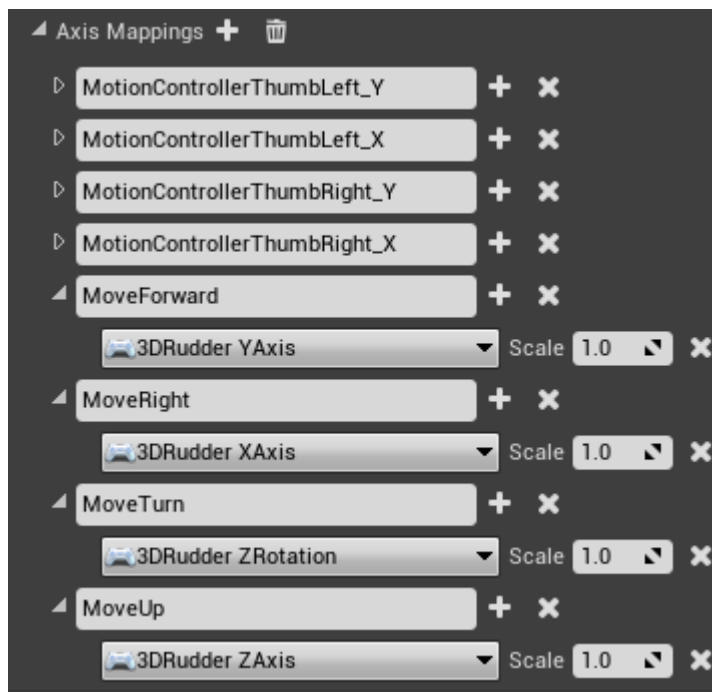 Axis Mappings
MotionControllerThumbLeft_Y
MotionControllerThumbLeft_X
MotionControllerThumbRight_Y
MotionControllerThumbRight_X
MoveForward
3DRudder YAxis Scale 1.0
MoveRight
3DRudder XAxis Scale 1.0
MoveTurn
3DRudder ZRotation Scale 1.0
MoveUp
3DRudder ZAxis Scale 1.0